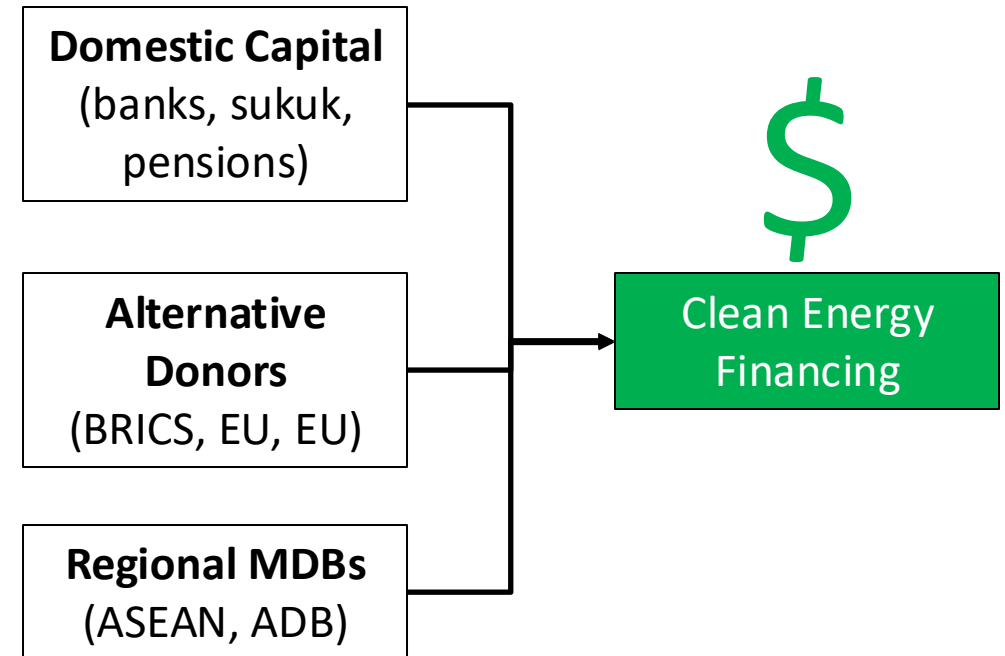 Domestic Capital
(banks, sukuk,
pensions)
$
Clean Energy
Financing
Alternative
Donors
(BRICS, EU, EU)
Regional MDBs
(ASEAN, ADB)